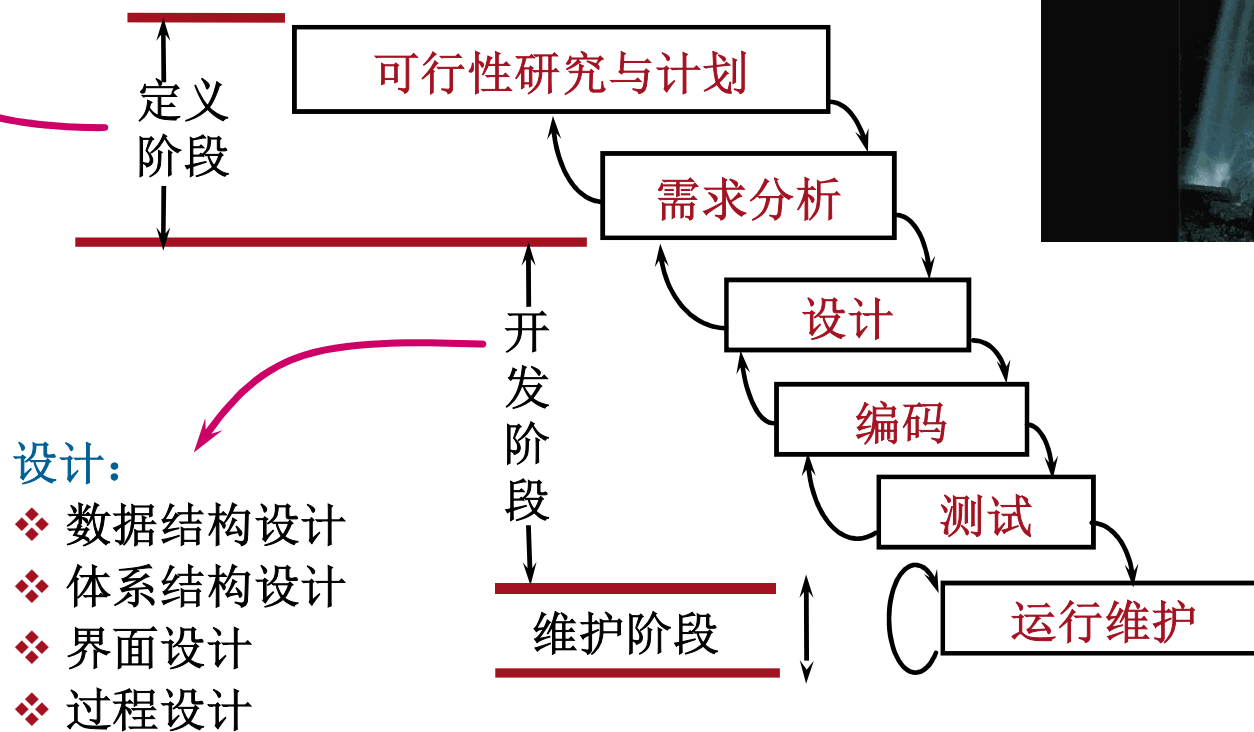 可行性研究与计划
定义
阶段
需求分析
设计
开
发
阶
段
编码
测试
设计：
❖ 数据结构设计
❖ 体系结构设计
❖ 界面设计
❖ 过程设计
维护阶段
运行维护